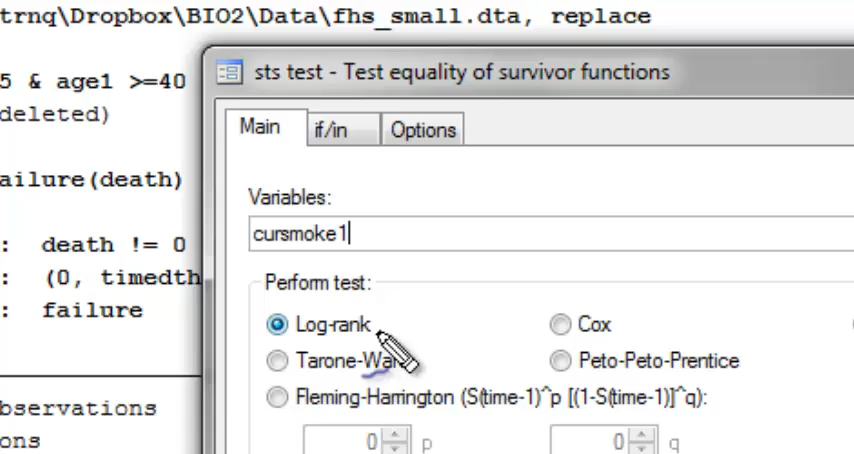 trnq\Dropbox\BIO2\Data\fhs_small.dta, replace
sts test - Test equality of survivor functions
5 & age1 >=40
deleted)
Main
if/in
Options
ailure(death)
Variables:
cursmoke1
: death != 0
: (0, timedth
: failure
Perform test:
Log-rank
Cox
Tarone-War
Peto-Peto-Prentice
Fleming-Harrington (S(time-1)^p [(1-S(time-1)]^q):
bservations
ons
0 p
0 q